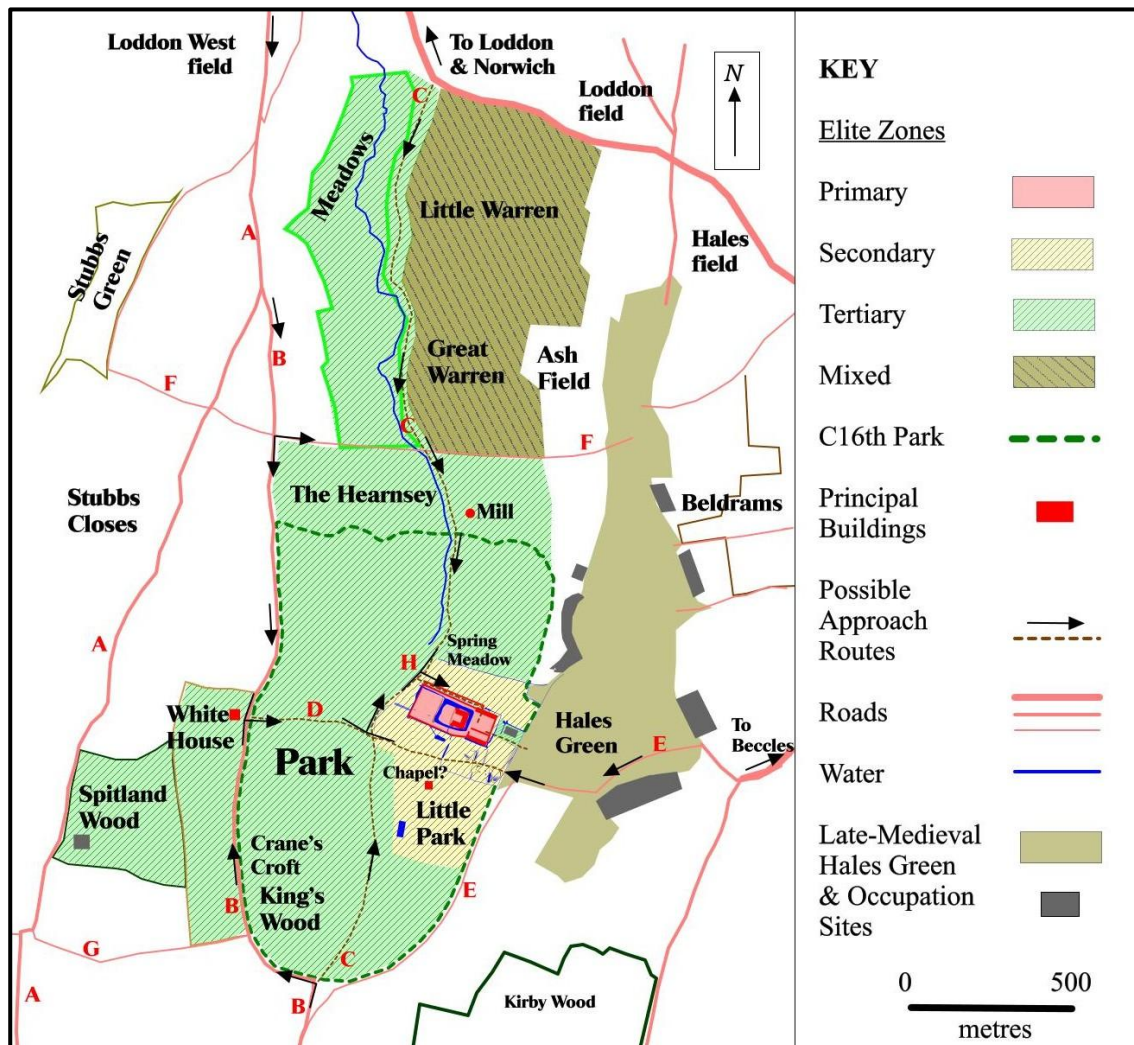 Loddon West
field
To Loddon
& Norwich
N
Loddon
field
C
Meadows
A
Little Warren
Hales
field
Stubbs
Green
B
F
Great
Warren
Ash
Field
C
F
Stubbs
Closes
The Hearnsey
Mill
Beldrams
A
Spring
Meadow
H
White
House
D
Park
Hales
Green
E
To
Beccles
Chapel?
Spitland
Wood
Little
Park
Crane's
Croft
King's
Wood
B
E
G
C
A
B
Kirby Wood
KEY
Elite Zones
Primary
Secondary
Tertiary
Mixed
C16th Park
Principal
Buildings
Possible
Approach
Routes
Roads
Water
Late-Medieval
Hales Green
& Occupation
Sites
0 500
metres